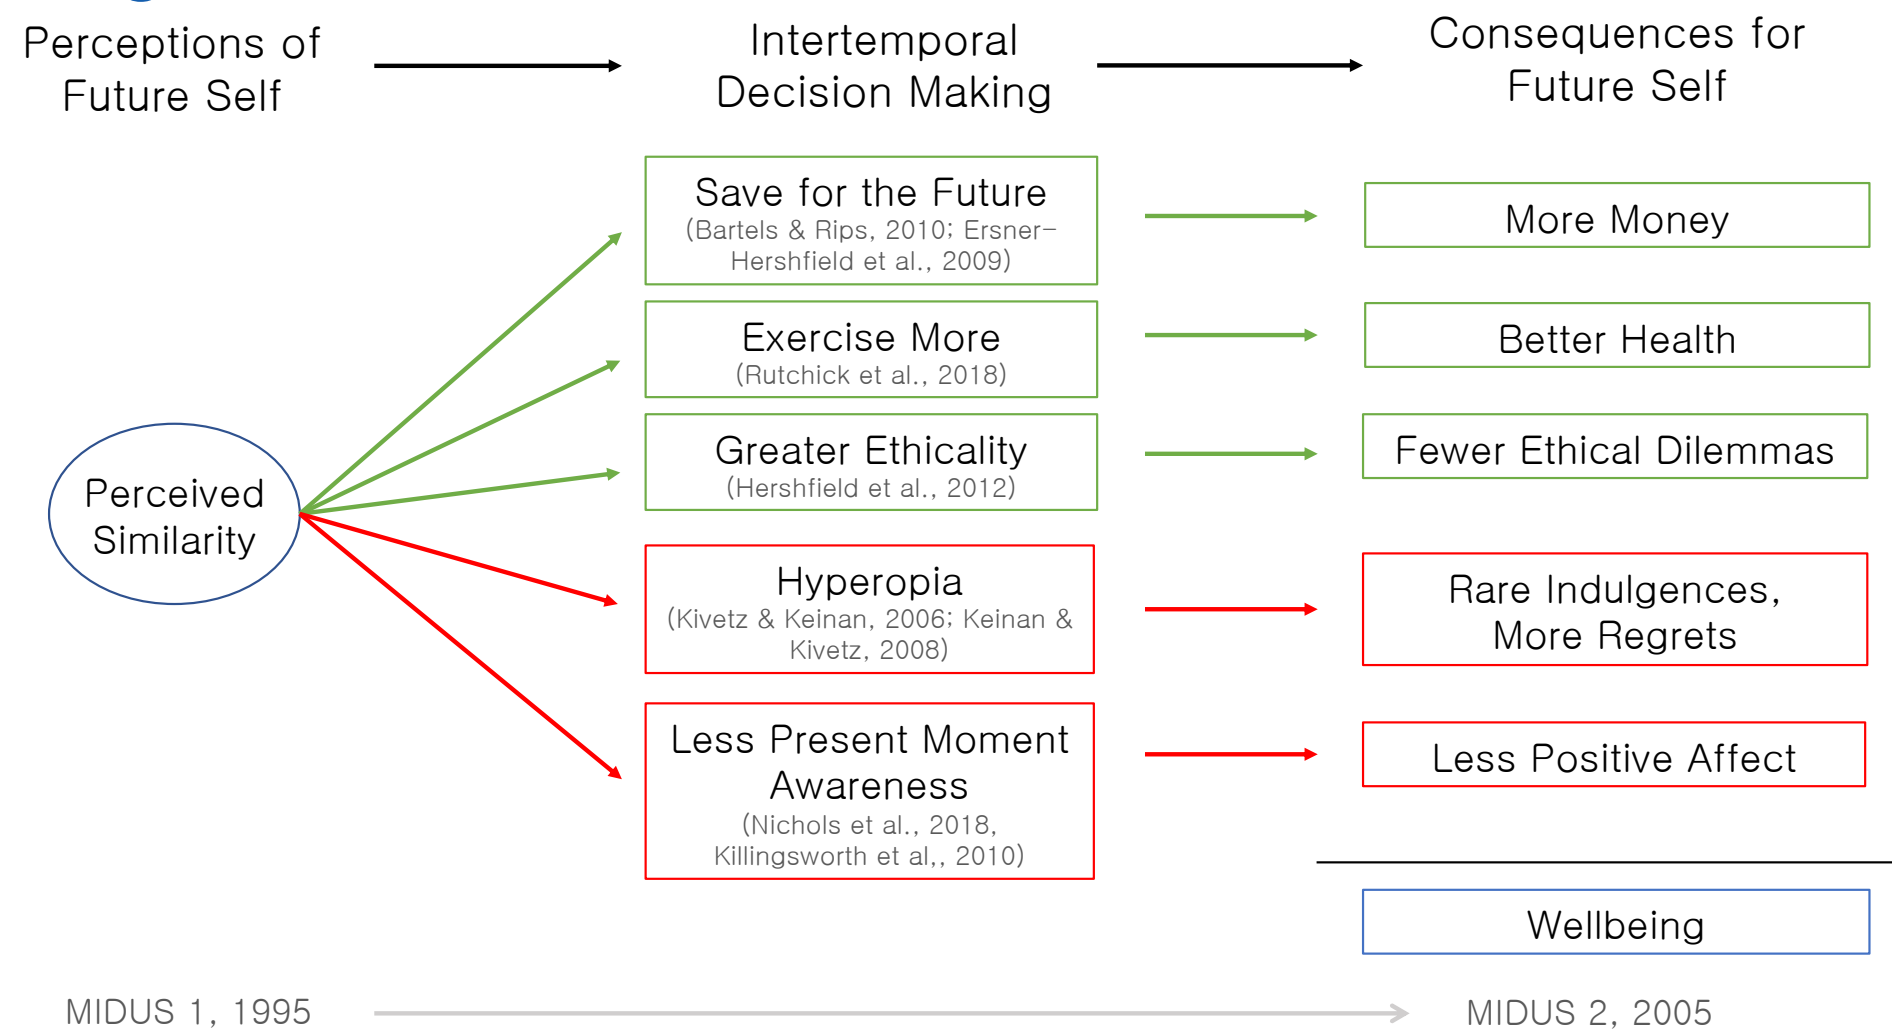 Perceptions of
Future Self
Intertemporal
Decision Making
Consequences for
Future Self
Perceived
Similarity
Save for the Future
(Bartels & Rips, 2010; Ersner-
Hershfield et al., 2009)
More Money
Exercise More
(Rutchick et al., 2018)
Better Health
Greater Ethicality
(Hershfield et al., 2012)
Fewer Ethical Dilemmas
Hyperopia
(Kivetz & Keinan, 2006; Keinan &
Kivetz, 2008)
Rare Indulgences,
More Regrets
Less Present Moment
Awareness
(Nichols et al., 2018,
Killingsworth et al,, 2010)
Less Positive Affect
Wellbeing
MIDUS 1, 1995
MIDUS 2, 2005